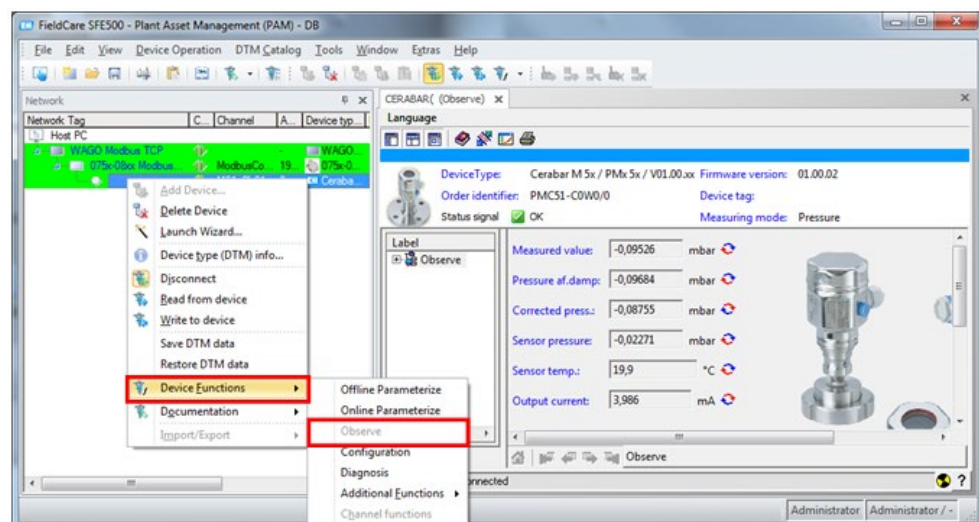 FieldCare SFE500 - Plant Asset Management (PAM) - DB
File Edit View Device Operation DTM Catalog Tools Window Extras Help
Network
CERABAR( (Observe)
Network Tag C... Channel A... Device typ...
Language
Host PC
WAGO Modbus TCP - WAGO...
075x-08xx Modbus... ModbusCo... 19... 075x-0...
Ceraba...
Add Device...
Delete Device
Launch Wizard...
Device type (DTM) info...
Disconnect
Read from device
Write to device
Save DTM data
Restore DTM data
Device Functions
Documentation
Import/Export
Offline Parameterize
Online Parameterize
Observe
Configuration
Diagnosis
Additional Functions
Channel functions
DeviceType: Cerabar M 5x / PMx 5x / V01.00.xx Firmware version: 01.00.02
Order identifier: PMC51-C0W0/0 Device tag:
Status signal OK Measuring mode: Pressure
Label
Observe
Measured value: -0,09526 mbar
Pressure af.damp: -0,09684 mbar
Corrected press.: -0,08755 mbar
Sensor pressure: -0,02271 mbar
Sensor temp.: 19,9 °C
Output current: 3,986 mA
Observe
onnected
Administrator Administrator / -